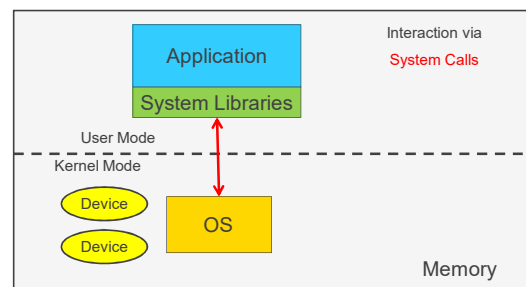 Interaction via
System Calls
Application
System Libraries
User Mode
Kernel Mode
Device
OS
Device
Memory